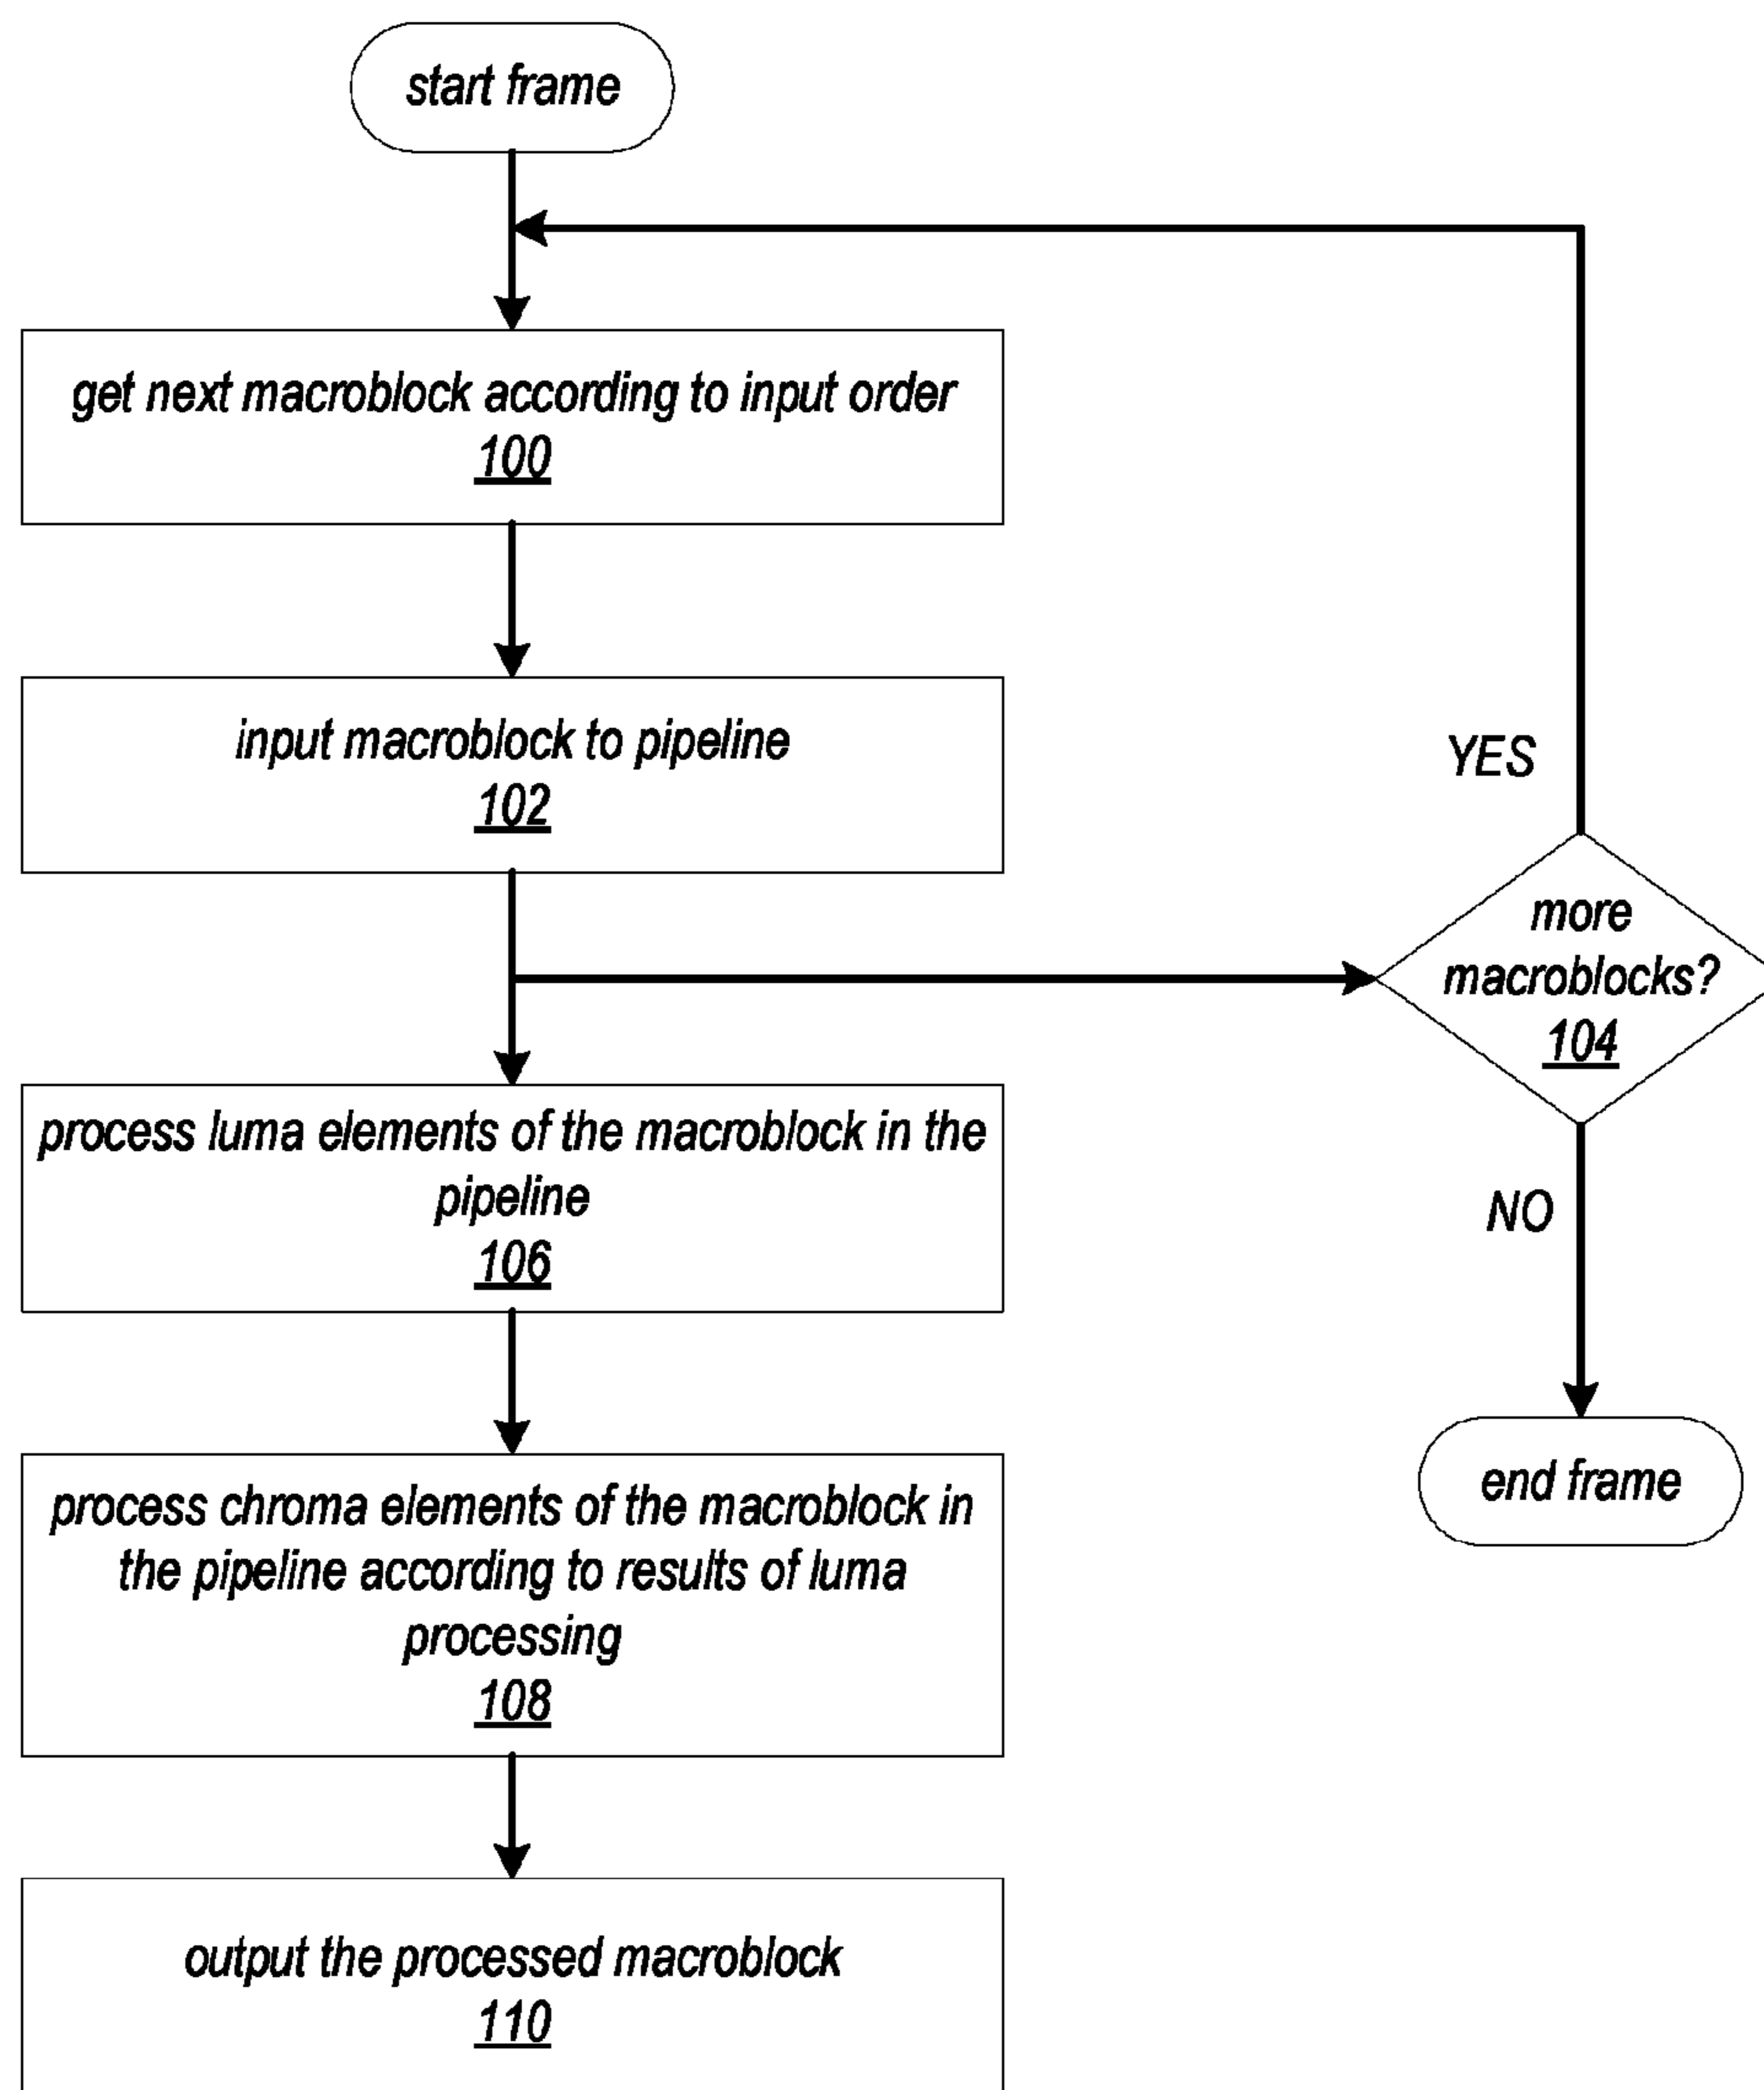 start frame
get next macroblock according to input order
100
input macroblock to pipeline
102
YES
more
macroblocks?
104
process luma elements of the macroblock in the
pipeline
106
NO
process chroma elements of the macroblock in
the pipeline according to results of luma
processing
108
end frame
output the processed macroblock
110